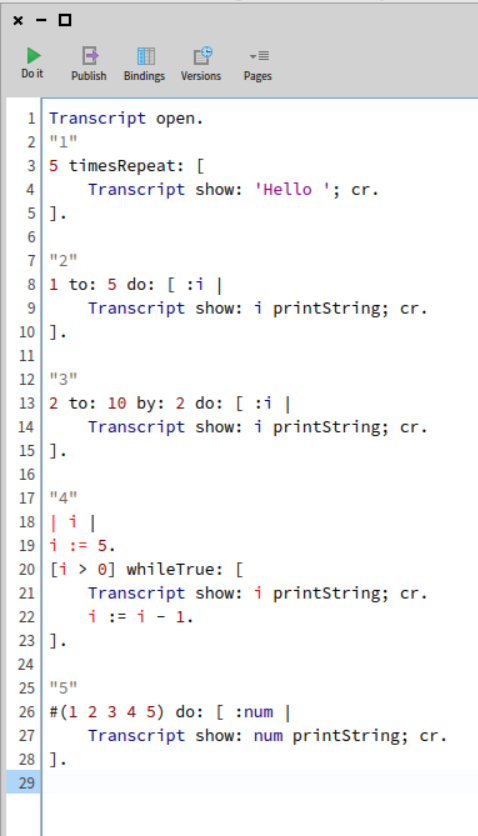 Do it Publish Bindings Versions Pages
1 Transcript open.
2 "1"
3 5 timesRepeat: [
4     Transcript show: 'Hello '; cr.
5 ].
6
7 "2"
8 1 to: 5 do: [ :i |
9     Transcript show: i printString; cr.
10 ].
11
12 "3"
13 2 to: 10 by: 2 do: [ :i |
14     Transcript show: i printString; cr.
15 ].
16
17 "4"
18 | i |
19 i := 5.
20 [i > 0] whileTrue: [
21     Transcript show: i printString; cr.
22     i := i - 1.
23 ].
24
25 "5"
26 #(1 2 3 4 5) do: [ :num |
27     Transcript show: num printString; cr.
28 ].
29